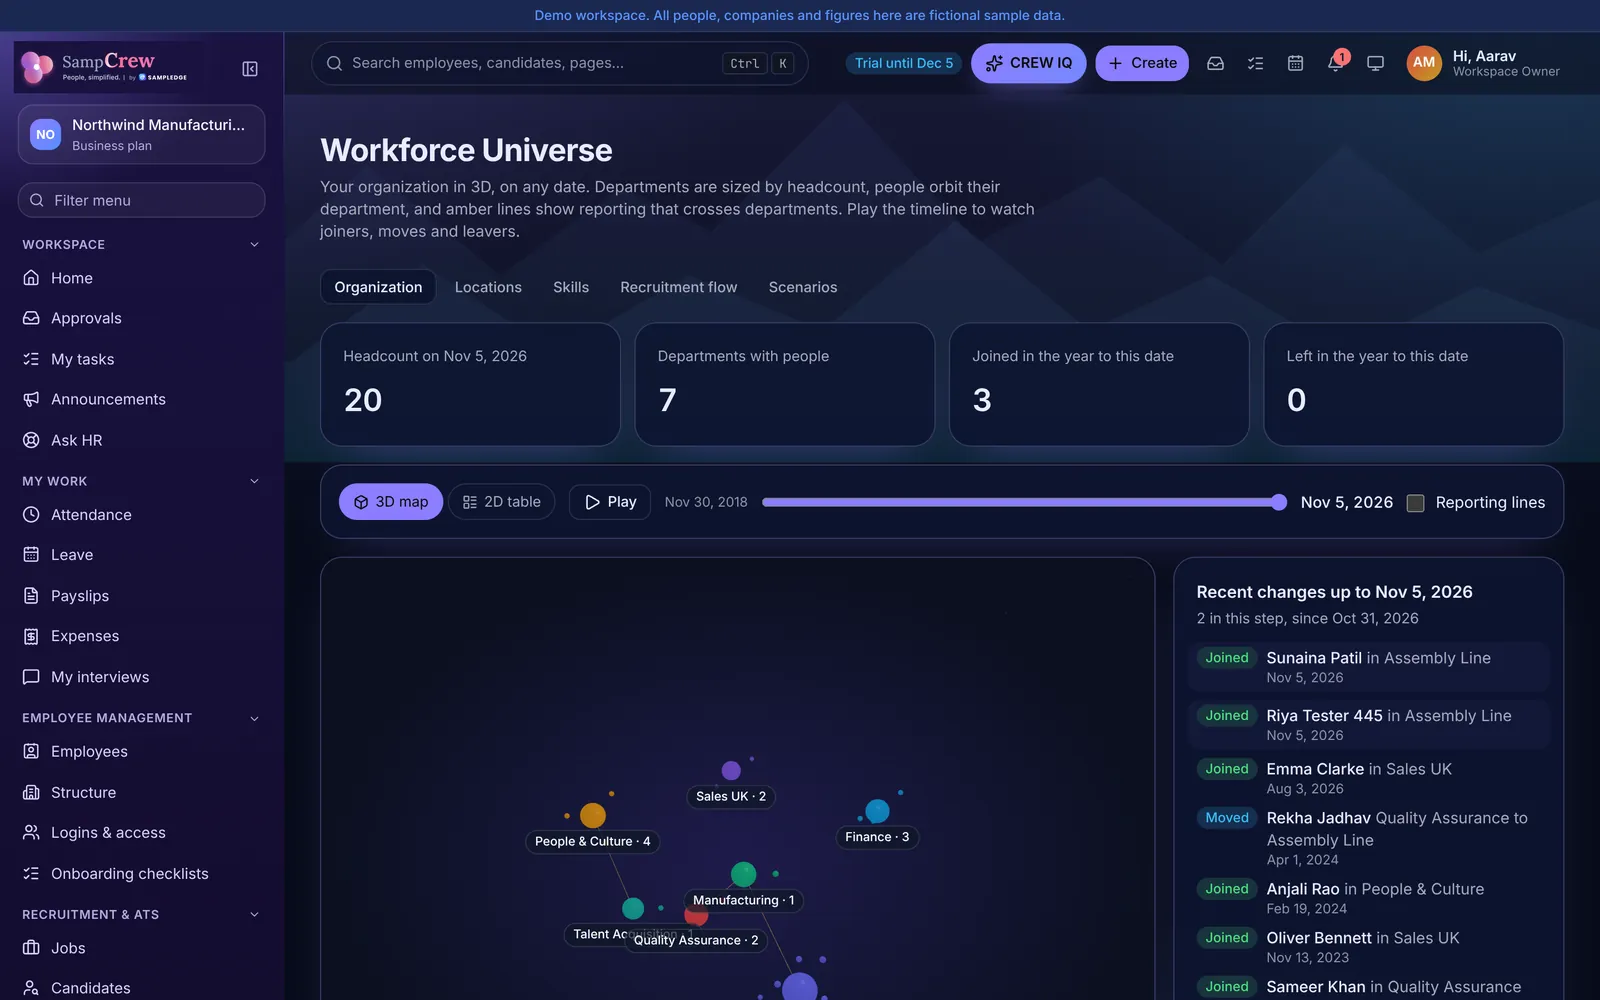 Demo workspace. All people, companies and figures here are fictional sample data.
SampCrew
People, simplified. | by SAMPLEDGE
Search employees, candidates, pages...
Ctrl K
Trial until Dec 5
CREW IQ
Create
1
AM
Hi, Aarav
Workspace Owner
NO
Northwind Manufacturi...
Business plan
Filter menu
WORKSPACE
Home
Approvals
My tasks
Announcements
Ask HR
MY WORK
Attendance
Leave
Payslips
Expenses
My interviews
EMPLOYEE MANAGEMENT
Employees
Structure
Logins & access
Onboarding checklists
RECRUITMENT & ATS
Jobs
Candidates
Workforce Universe
Your organization in 3D, on any date. Departments are sized by headcount, people orbit their
department, and amber lines show reporting that crosses departments. Play the timeline to watch
joiners, moves and leavers.
Organization
Locations
Skills
Recruitment flow
Scenarios
Headcount on Nov 5, 2026
20
Departments with people
7
Joined in the year to this date
3
Left in the year to this date
0
3D map
2D table
Play
Nov 30, 2018
Nov 5, 2026
Reporting lines
Sales UK · 2
People & Culture · 4
Finance · 3
Manufacturing · 1
Talent Acquisition · 1
Quality Assurance · 2
Recent changes up to Nov 5, 2026
2 in this step, since Oct 31, 2026
Joined Sunaina Patil in Assembly Line
Nov 5, 2026
Joined Riya Tester 445 in Assembly Line
Nov 5, 2026
Joined Emma Clarke in Sales UK
Aug 3, 2026
Moved Rekha Jadhav Quality Assurance to
Assembly Line
Apr 1, 2024
Joined Anjali Rao in People & Culture
Feb 19, 2024
Joined Oliver Bennett in Sales UK
Nov 13, 2023
Joined Sameer Khan in Quality Assurance